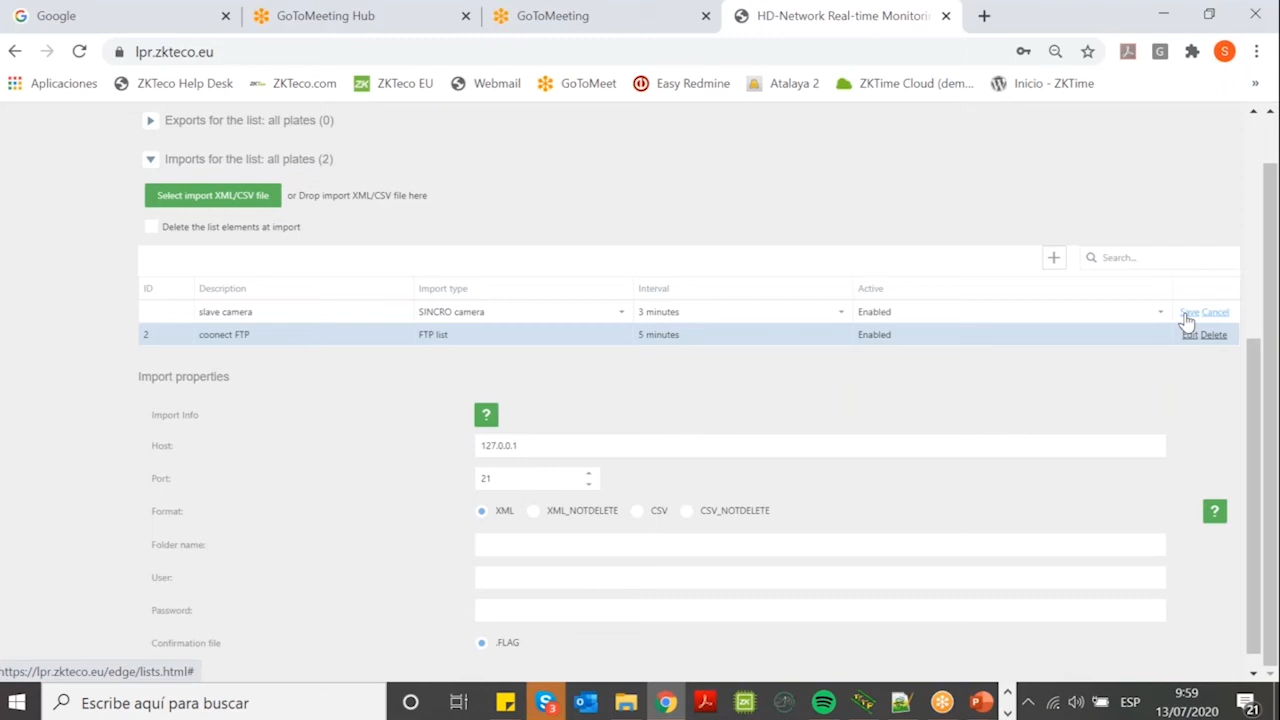 Google
GoToMeeting Hub
GoToMeeting
HD-Network Real-time Monitorin
lpr.zkteco.eu
S
Aplicaciones
ZKTeco Help Desk
ZKTeco.com
ZKTeco EU
Webmail
GoToMeet
Easy Redmine
Atalaya 2
ZKTime Cloud (dem...
Inicio - ZKTime
»
Exports for the list: all plates (0)
Imports for the list: all plates (2)
Select import XML/CSV file or Drop import XML/CSV file here
Delete the list elements at import
Search...
ID Description Import type Interval Active
slave camera SINCRO camera 3 minutes Enabled Save Cancel
2 coonect FTP FTP list 5 minutes Enabled Edit Delete
Import properties
Import Info ?
Host: 127.0.0.1
Port: 21
Format: XML XML_NOTDELETE CSV CSV_NOTDELETE ?
Folder name:
User:
Password:
Confirmation file .FLAG
https://lpr.zkteco.eu/edge/lists.html#
Escribe aquí para buscar
ESP
9:59
13/07/2020
21